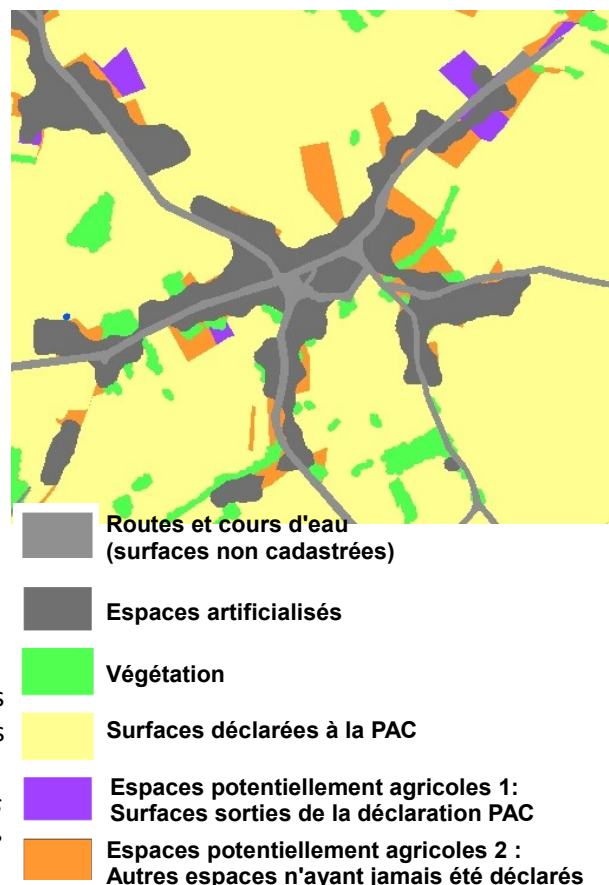 Routes et cours d'eau
(surfaces non cadastrées)
Espaces artificialisés
Végétation
s
s
Surfaces déclarées à la PAC
Espaces potentiellement agricoles 1:
Surfaces sorties de la déclaration PAC
Espaces potentiellement agricoles 2 :
Autres espaces n'ayant jamais été déclarés